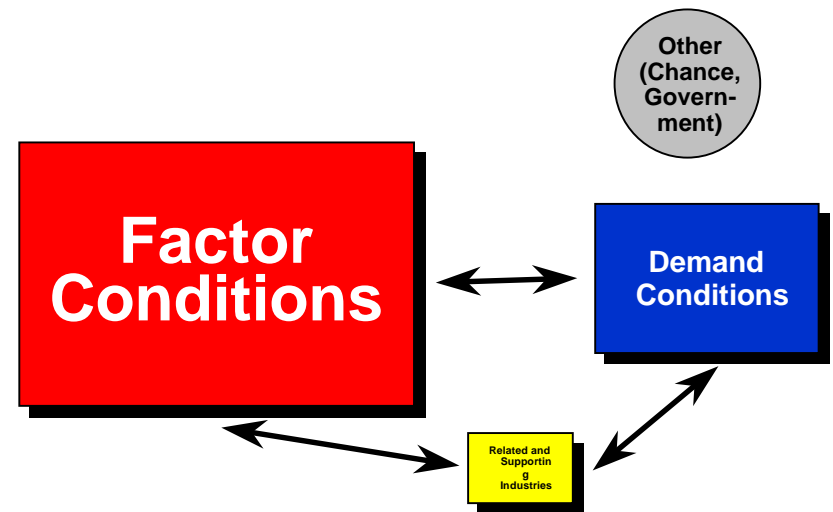 Other
(Chance,
Govern-
ment)
Factor
Conditions
Demand
Conditions
Related and
Supportin
g
Industries